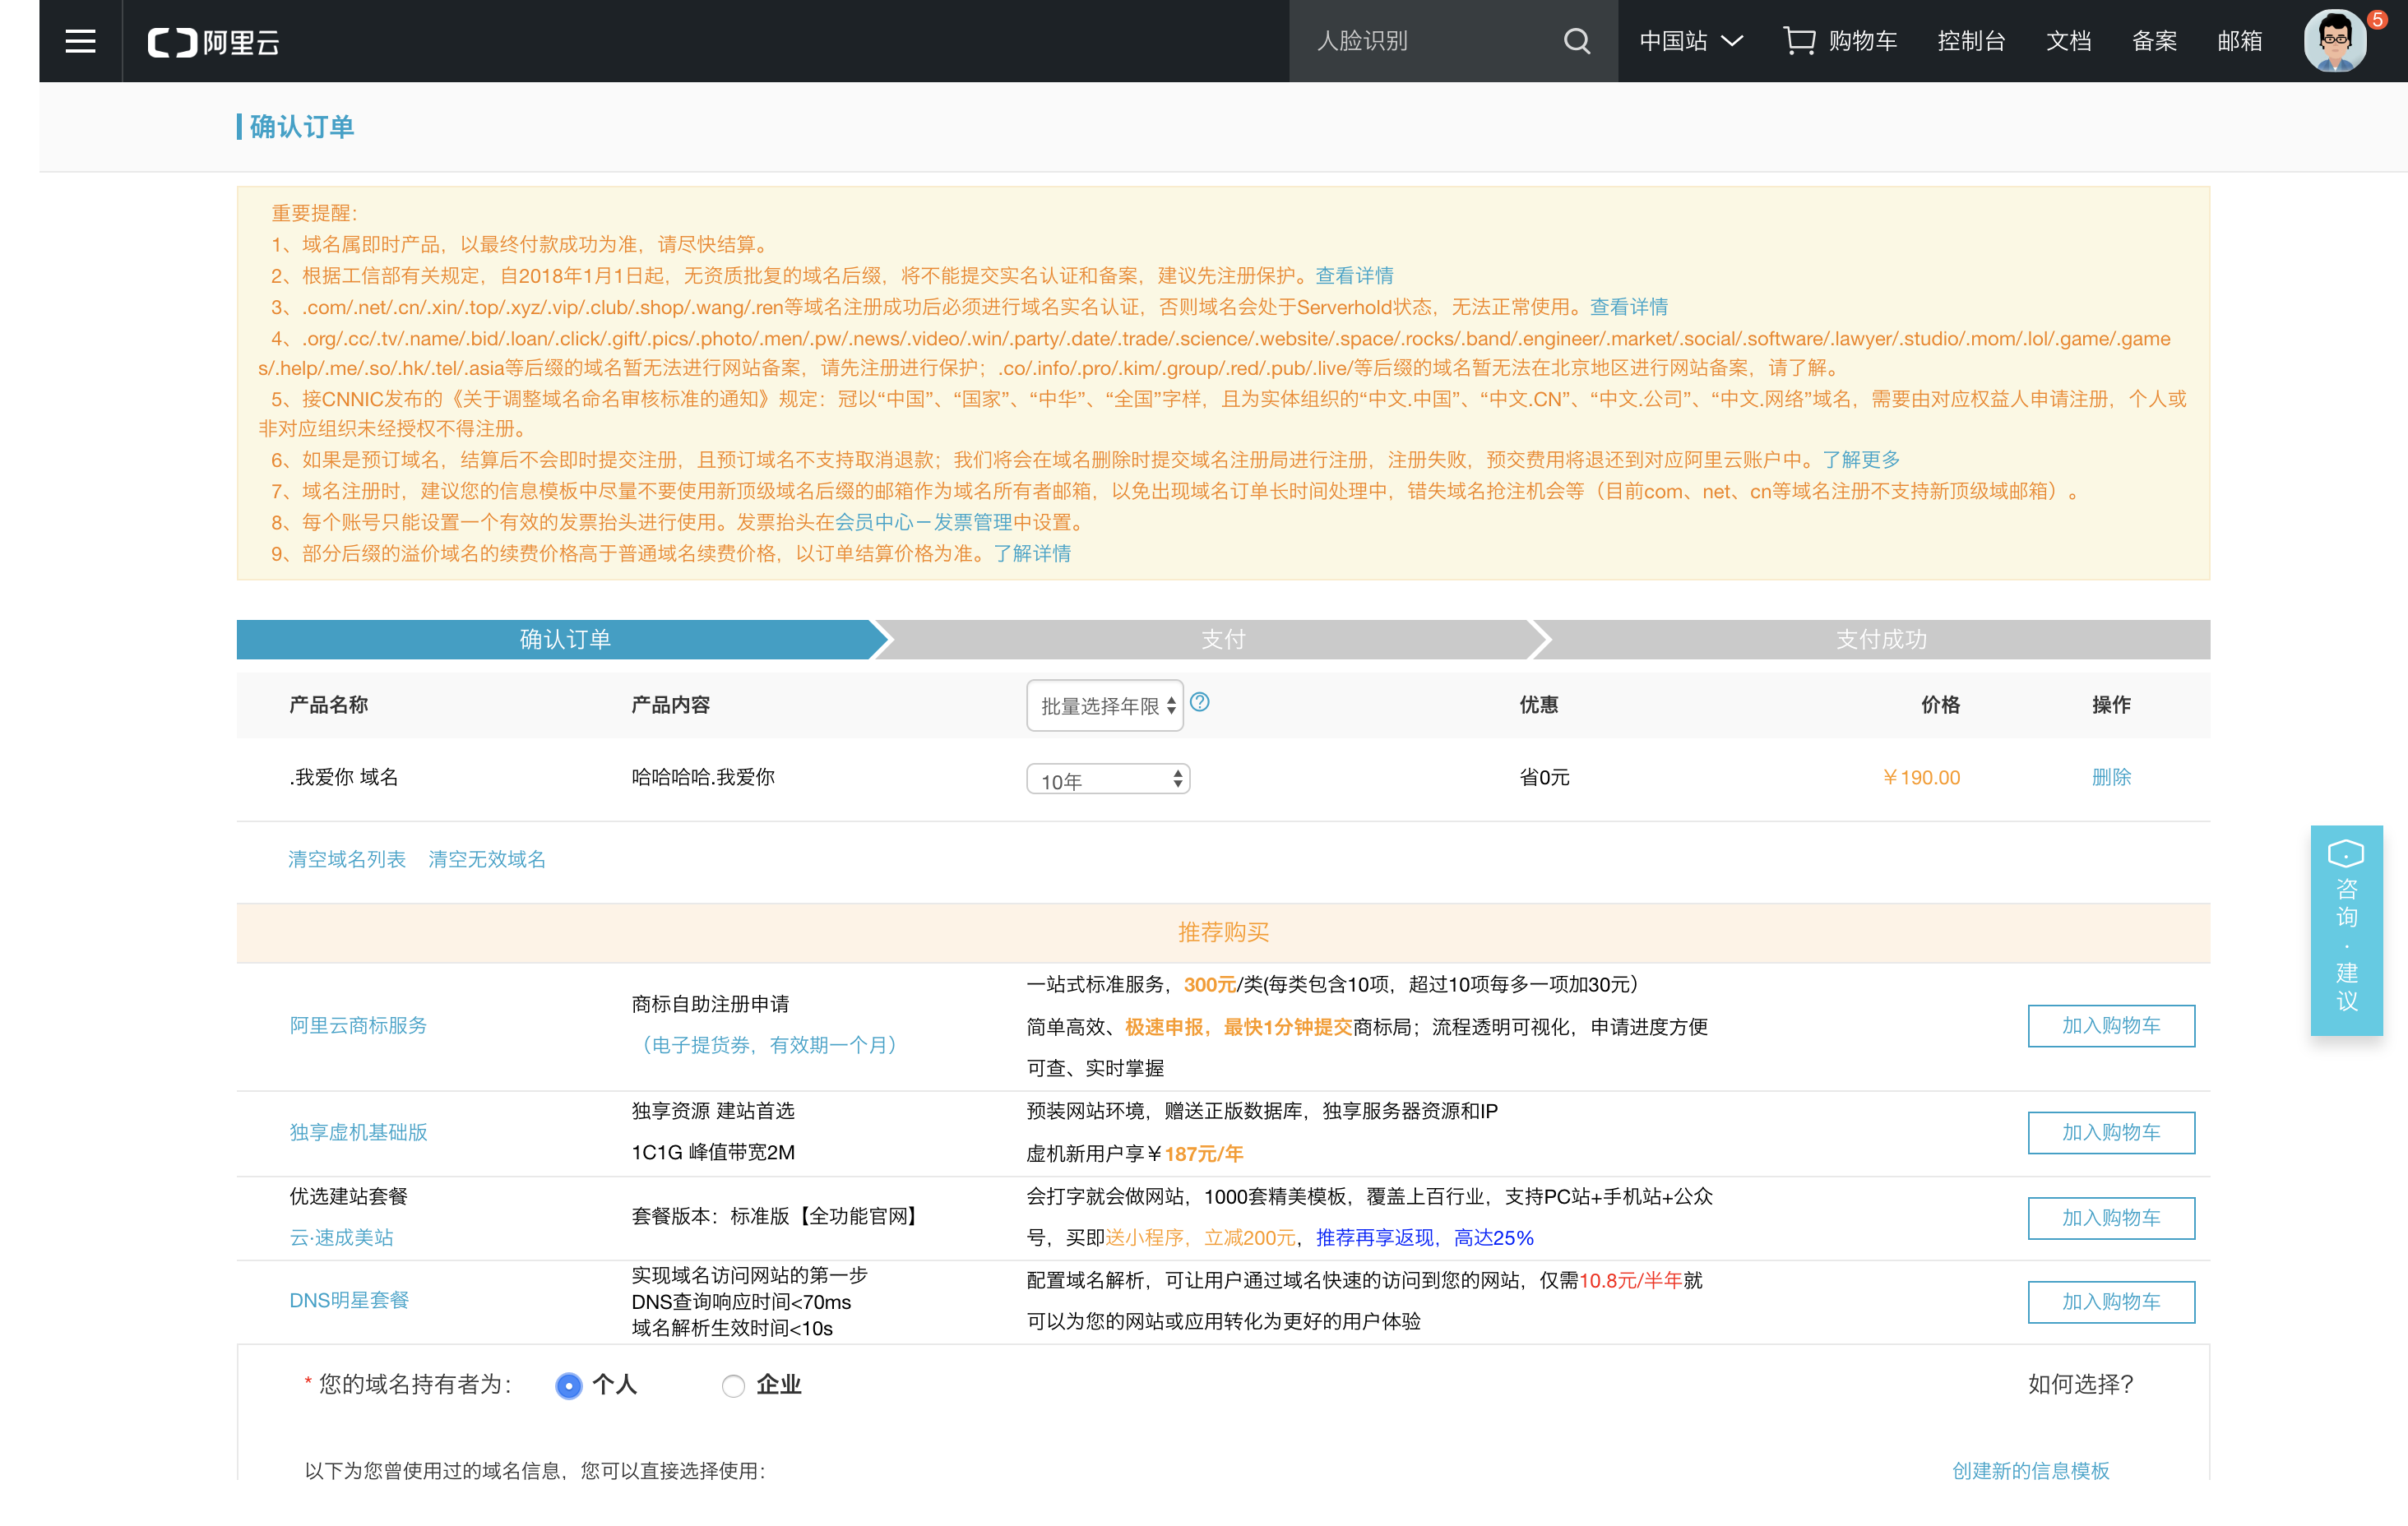 阿里云
人脸识别
中国站
购物车
控制台
文档
备案
邮箱
5
确认订单
重要提醒：
1、域名属即时产品，以最终付款成功为准，请尽快结算。
2、根据工信部有关规定，自2018年1月1日起，无资质批复的域名后缀，将不能提交实名认证和备案，建议先注册保护。查看详情
3、.com/.net/.cn/.xin/.top/.xyz/.vip/.club/.shop/.wang/.ren等域名注册成功后必须进行域名实名认证，否则域名会处于Serverhold状态，无法正常使用。查看详情
4、.org/.cc/.tv/.name/.bid/.loan/.click/.gift/.pics/.photo/.men/.pw/.news/.video/.win/.party/.date/.trade/.science/.website/.space/.rocks/.band/.engineer/.market/.social/.software/.lawyer/.studio/.mom/.lol/.game/.game
s/.help/.me/.so/.hk/.tel/.asia等后缀的域名暂无法进行网站备案，请先注册进行保护；.co/.info/.pro/.kim/.group/.red/.pub/.live/等后缀的域名暂无法在北京地区进行网站备案，请了解。
5、接CNNIC发布的《关于调整域名命名审核标准的通知》规定：冠以“中国”、“国家”、“中华”、“全国”字样，且为实体组织的“中文.中国”、“中文.CN”、“中文.公司”、“中文.网络”域名，需要由对应权益人申请注册，个人或
非对应组织未经授权不得注册。
6、如果是预订域名，结算后不会即时提交注册，且预订域名不支持取消退款；我们将会在域名删除时提交域名注册局进行注册，注册失败，预交费用将退还到对应阿里云账户中。了解更多
7、域名注册时，建议您的信息模板中尽量不要使用新顶级域名后缀的邮箱作为域名所有者邮箱，以免出现域名订单长时间处理中，错失域名抢注机会等（目前com、net、cn等域名注册不支持新顶级域邮箱）。
8、每个账号只能设置一个有效的发票抬头进行使用。发票抬头在会员中心－发票管理中设置。
9、部分后缀的溢价域名的续费价格高于普通域名续费价格，以订单结算价格为准。了解详情
确认订单
支付
支付成功
产品名称
产品内容
批量选择年限
?
优惠
价格
操作
.我爱你 域名
哈哈哈哈.我爱你
10年
省0元
￥190.00
删除
清空域名列表
清空无效域名
推荐购买
阿里云商标服务
商标自助注册申请
（电子提货券，有效期一个月）
一站式标准服务，300元/类(每类包含10项，超过10项每多一项加30元）
简单高效、极速申报，最快1分钟提交商标局；流程透明可视化，申请进度方便
可查、实时掌握
加入购物车
独享虚机基础版
独享资源 建站首选
1C1G 峰值带宽2M
预装网站环境，赠送正版数据库，独享服务器资源和IP
虚机新用户享￥187元/年
加入购物车
优选建站套餐
云·速成美站
套餐版本：标准版【全功能官网】
会打字就会做网站，1000套精美模板，覆盖上百行业，支持PC站+手机站+公众
号，买即送小程序，立减200元，推荐再享返现，高达25%
加入购物车
DNS明星套餐
实现域名访问网站的第一步
DNS查询响应时间<70ms
域名解析生效时间<10s
配置域名解析，可让用户通过域名快速的访问到您的网站，仅需10.8元/半年就
可以为您的网站或应用转化为更好的用户体验
加入购物车
* 您的域名持有者为：
个人
企业
如何选择？
以下为您曾使用过的域名信息，您可以直接选择使用：
创建新的信息模板
咨
询
·
建
议